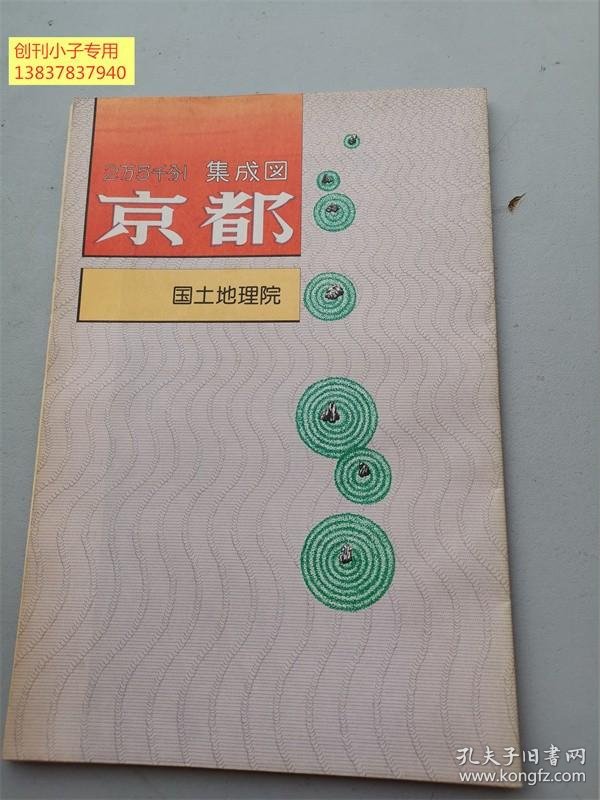 创刊小子专用
13837837940
2万5千分1 集成図
京都
国土地理院
孔夫子旧书网
www.kongfz.com